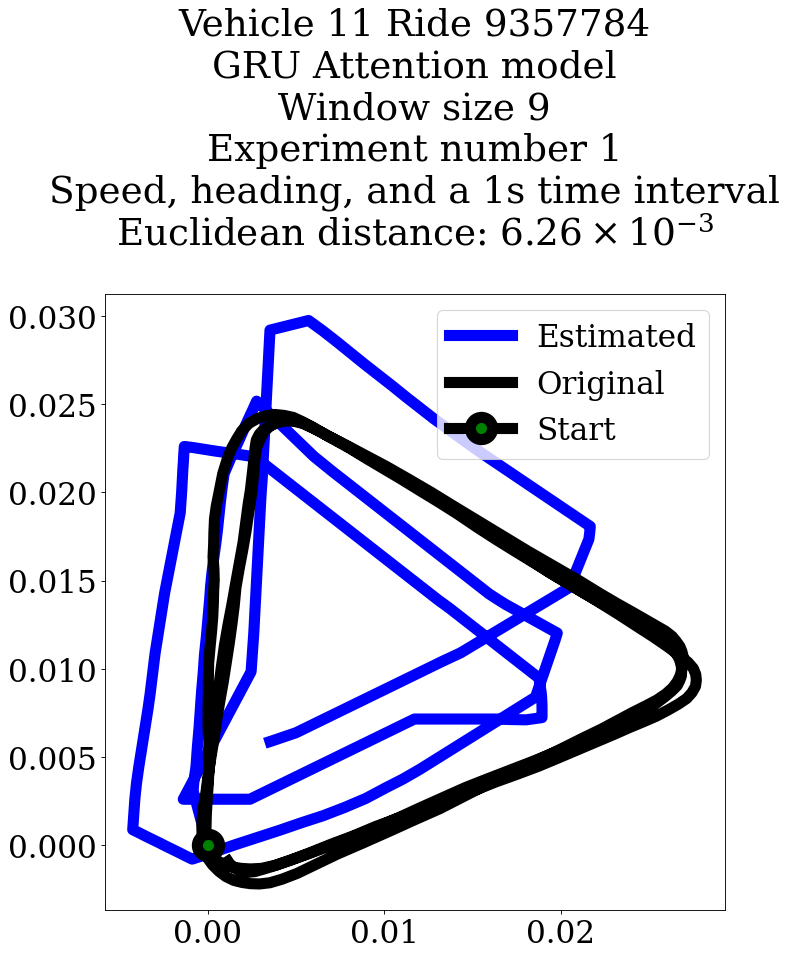 Vehicle 11 Ride 9357784
GRU Attention model
Window size 9
Experiment number 1
Speed, heading, and a 1s time interval
Euclidean distance: 6.26 × 10⁻³
0.030
Estimated
Original
Start
0.025
0.020
0.015
0.010
0.005
0.000
0.00 0.01 0.02